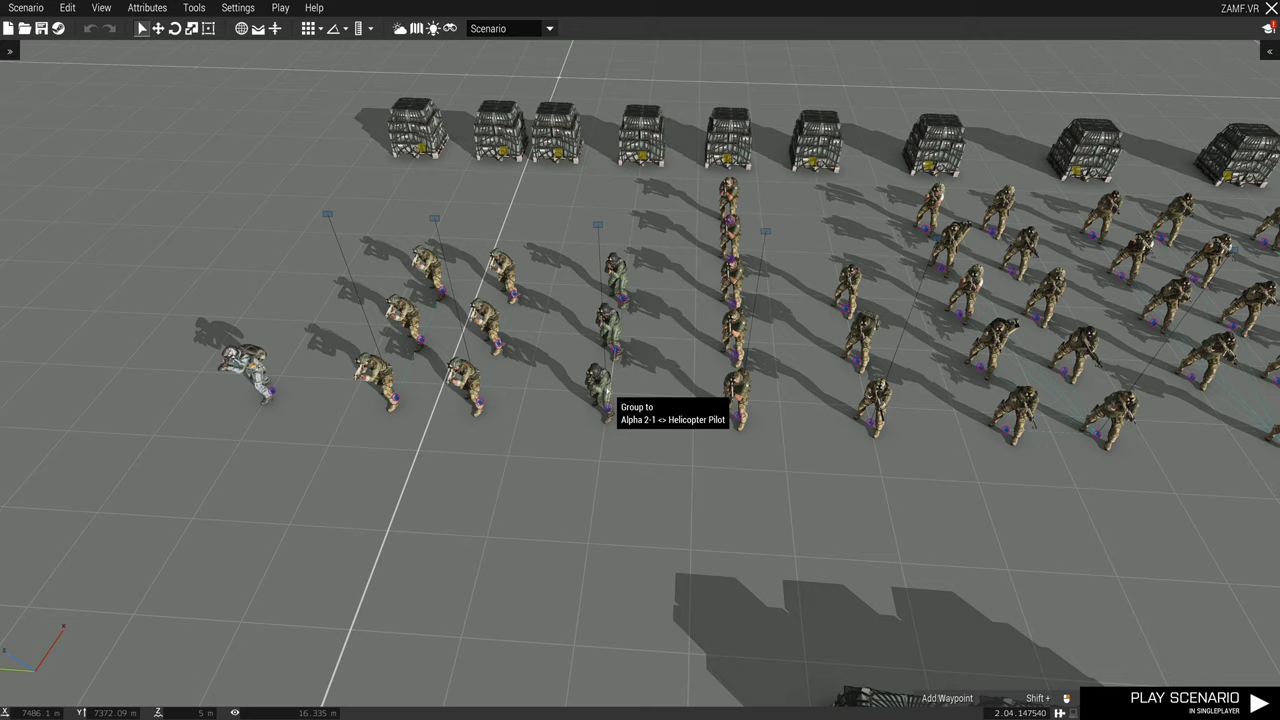 Scenario Edit View Attributes Tools Settings Play Help ZAMF.VR
Scenario
Group to
Alpha 2-1 <> Helicopter Pilot
Add Waypoint Shift +
PLAY SCENARIO
IN SINGLEPLAYER
X 7486.1 m Y 7372.09 m Z 5 m 16.335 m 2.04.147540